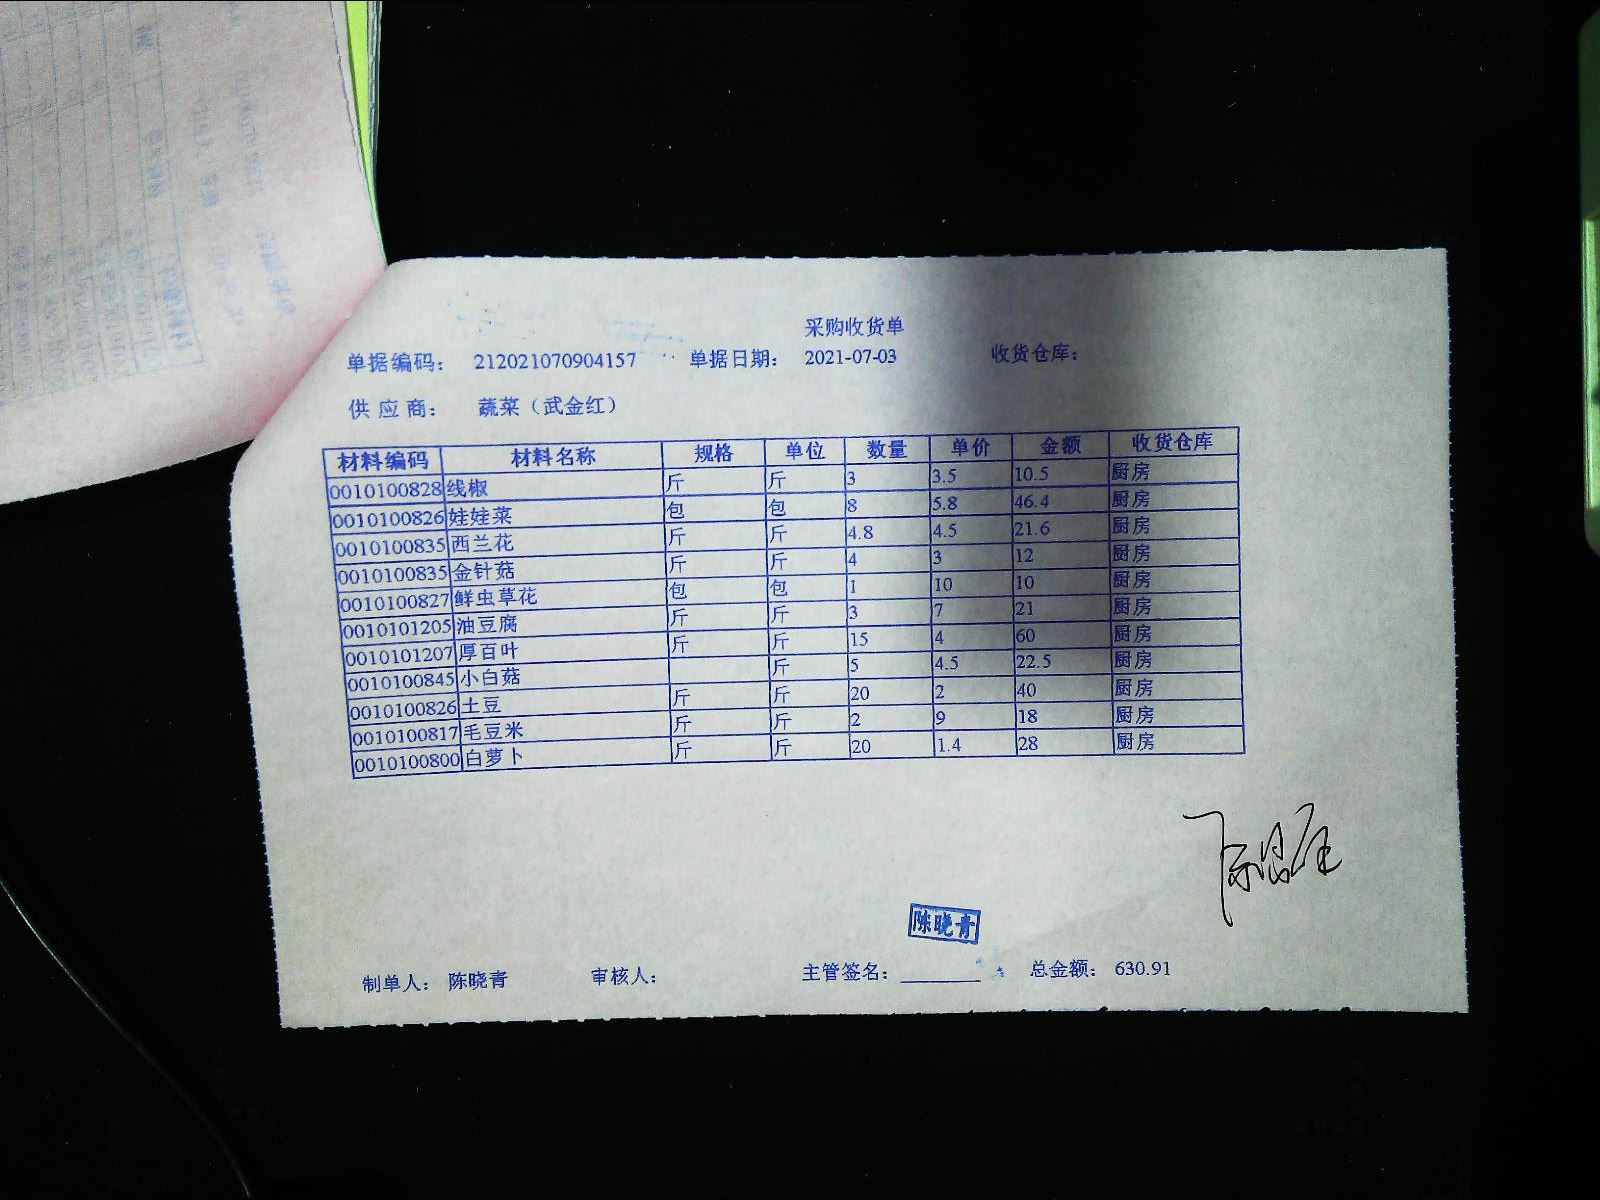 采购收货单
单据编码： 212021070904157 单据日期： 2021-07-03 收货仓库：
供 应 商： 蔬菜（武金红）
材料编码 材料名称 规格 单位 数量 单价 金额 收货仓库
0010100828 线椒 斤 斤 3 3.5 10.5 厨房
0010100826 娃娃菜 包 包 8 5.8 46.4 厨房
0010100835 西兰花 斤 斤 4.8 4.5 21.6 厨房
0010100835 金针菇 斤 斤 4 3 12 厨房
0010100827 鲜虫草花 包 包 1 10 10 厨房
0010101205 油豆腐 斤 斤 3 7 21 厨房
0010101207 厚百叶 斤 斤 15 4 60 厨房
0010100845 小白菇 斤 5 4.5 22.5 厨房
0010100826 土豆 斤 斤 20 2 40 厨房
0010100817 毛豆米 斤 斤 2 9 18 厨房
0010100800 白萝卜 斤 斤 20 1.4 28 厨房
陈晓青
制单人： 陈晓青 审核人： 主管签名： 总金额： 630.91